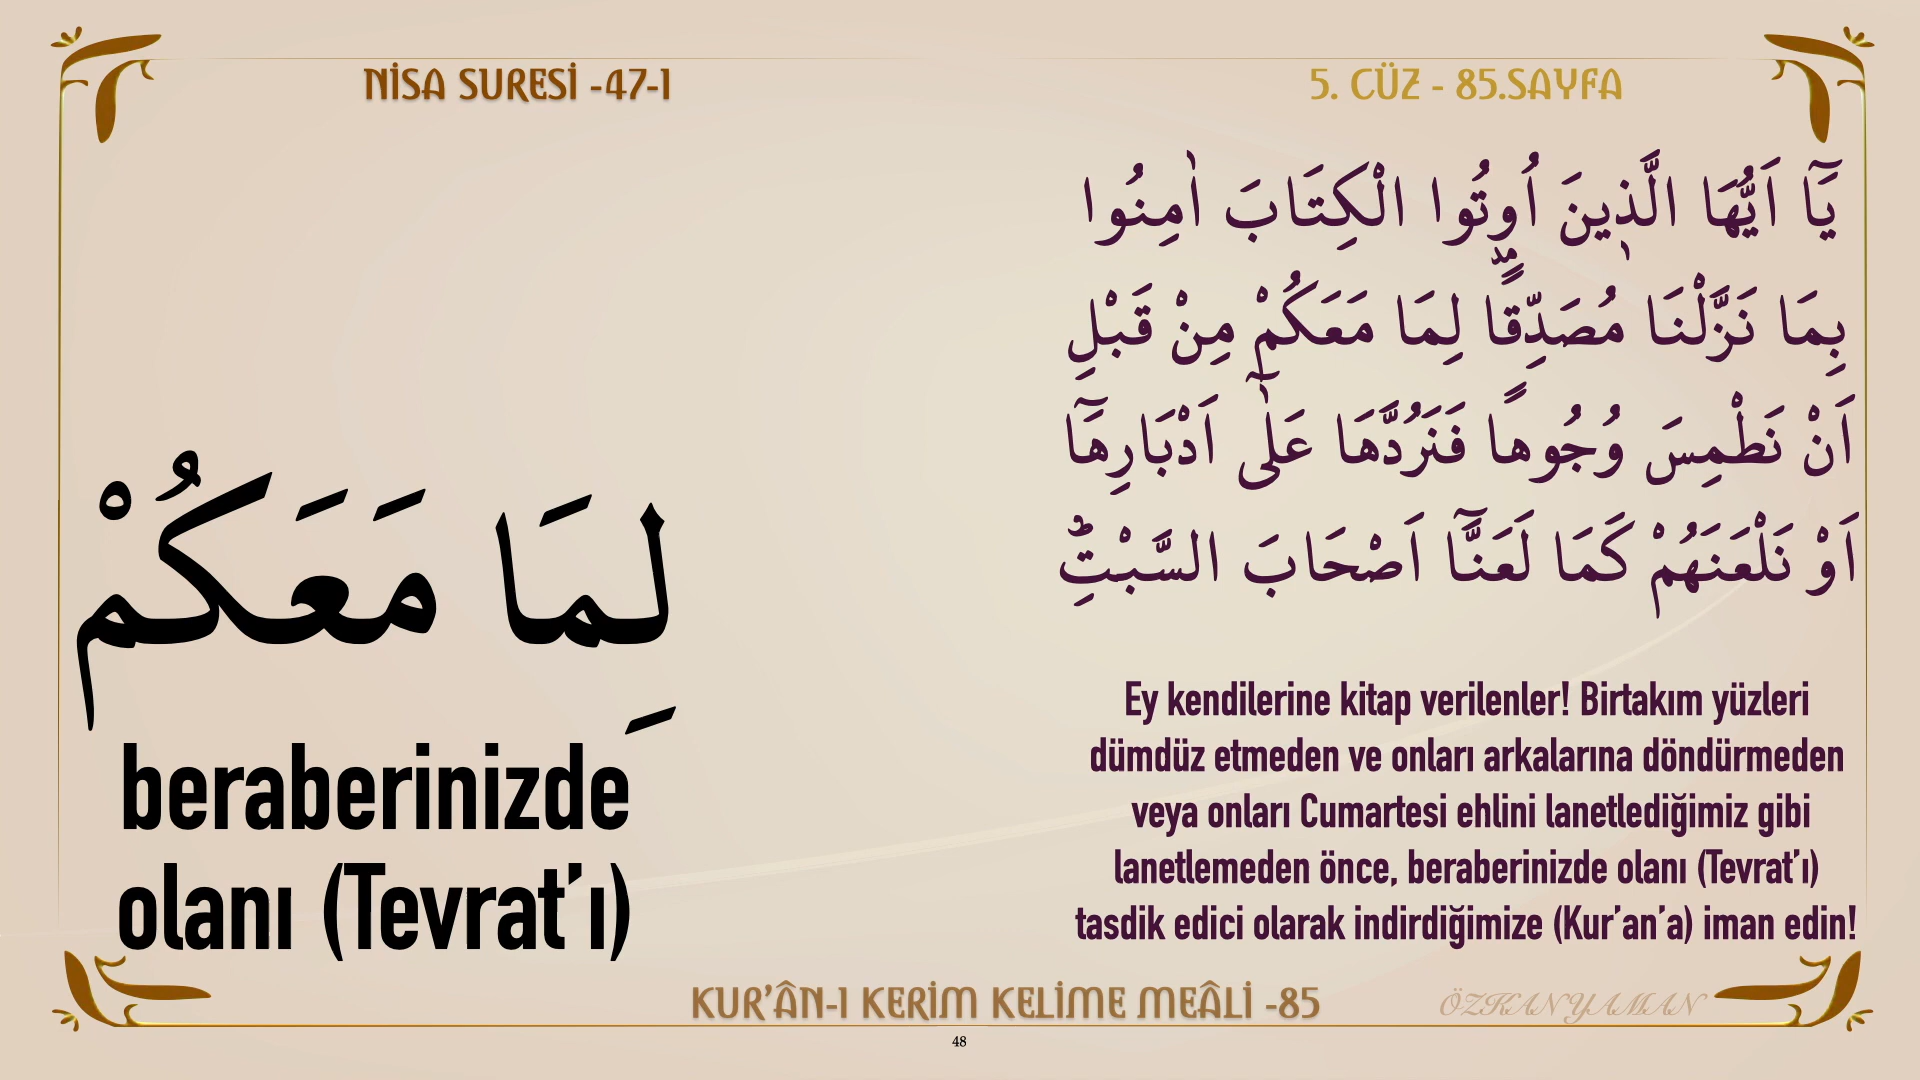 NİSA SURESİ -47-1
5. CÜZ - 85.SAYFA
يَٓا اَيُّهَا الَّذ۪ينَ اُو۫تُوا الْكِتَابَ اٰمِنُوا
بِمَا نَزَّلْنَا مُصَدِّقًا لِمَا مَعَكُمْ مِنْ قَبْلِ
اَنْ نَطْمِسَ وُجُوهًا فَنَرُدَّهَا عَلٰٓى اَدْبَارِهَٓا
اَوْ نَلْعَنَهُمْ كَمَا لَعَنَّٓا اَصْحَابَ السَّبْتِۜ
لِمَا مَعَكُمْ
beraberinizde
olanı (Tevrat’ı)
Ey kendilerine kitap verilenler! Birtakım yüzleri
dümdüz etmeden ve onları arkalarına döndürmeden
veya onları Cumartesi ehlini lanetlediğimiz gibi
lanetlemeden önce, beraberinizde olanı (Tevrat’ı)
tasdik edici olarak indirdiğimize (Kur’an’a) iman edin!
KUR’ÂN-I KERİM KELİME MEÂLİ -85
ÖZKAN YAMAN
48